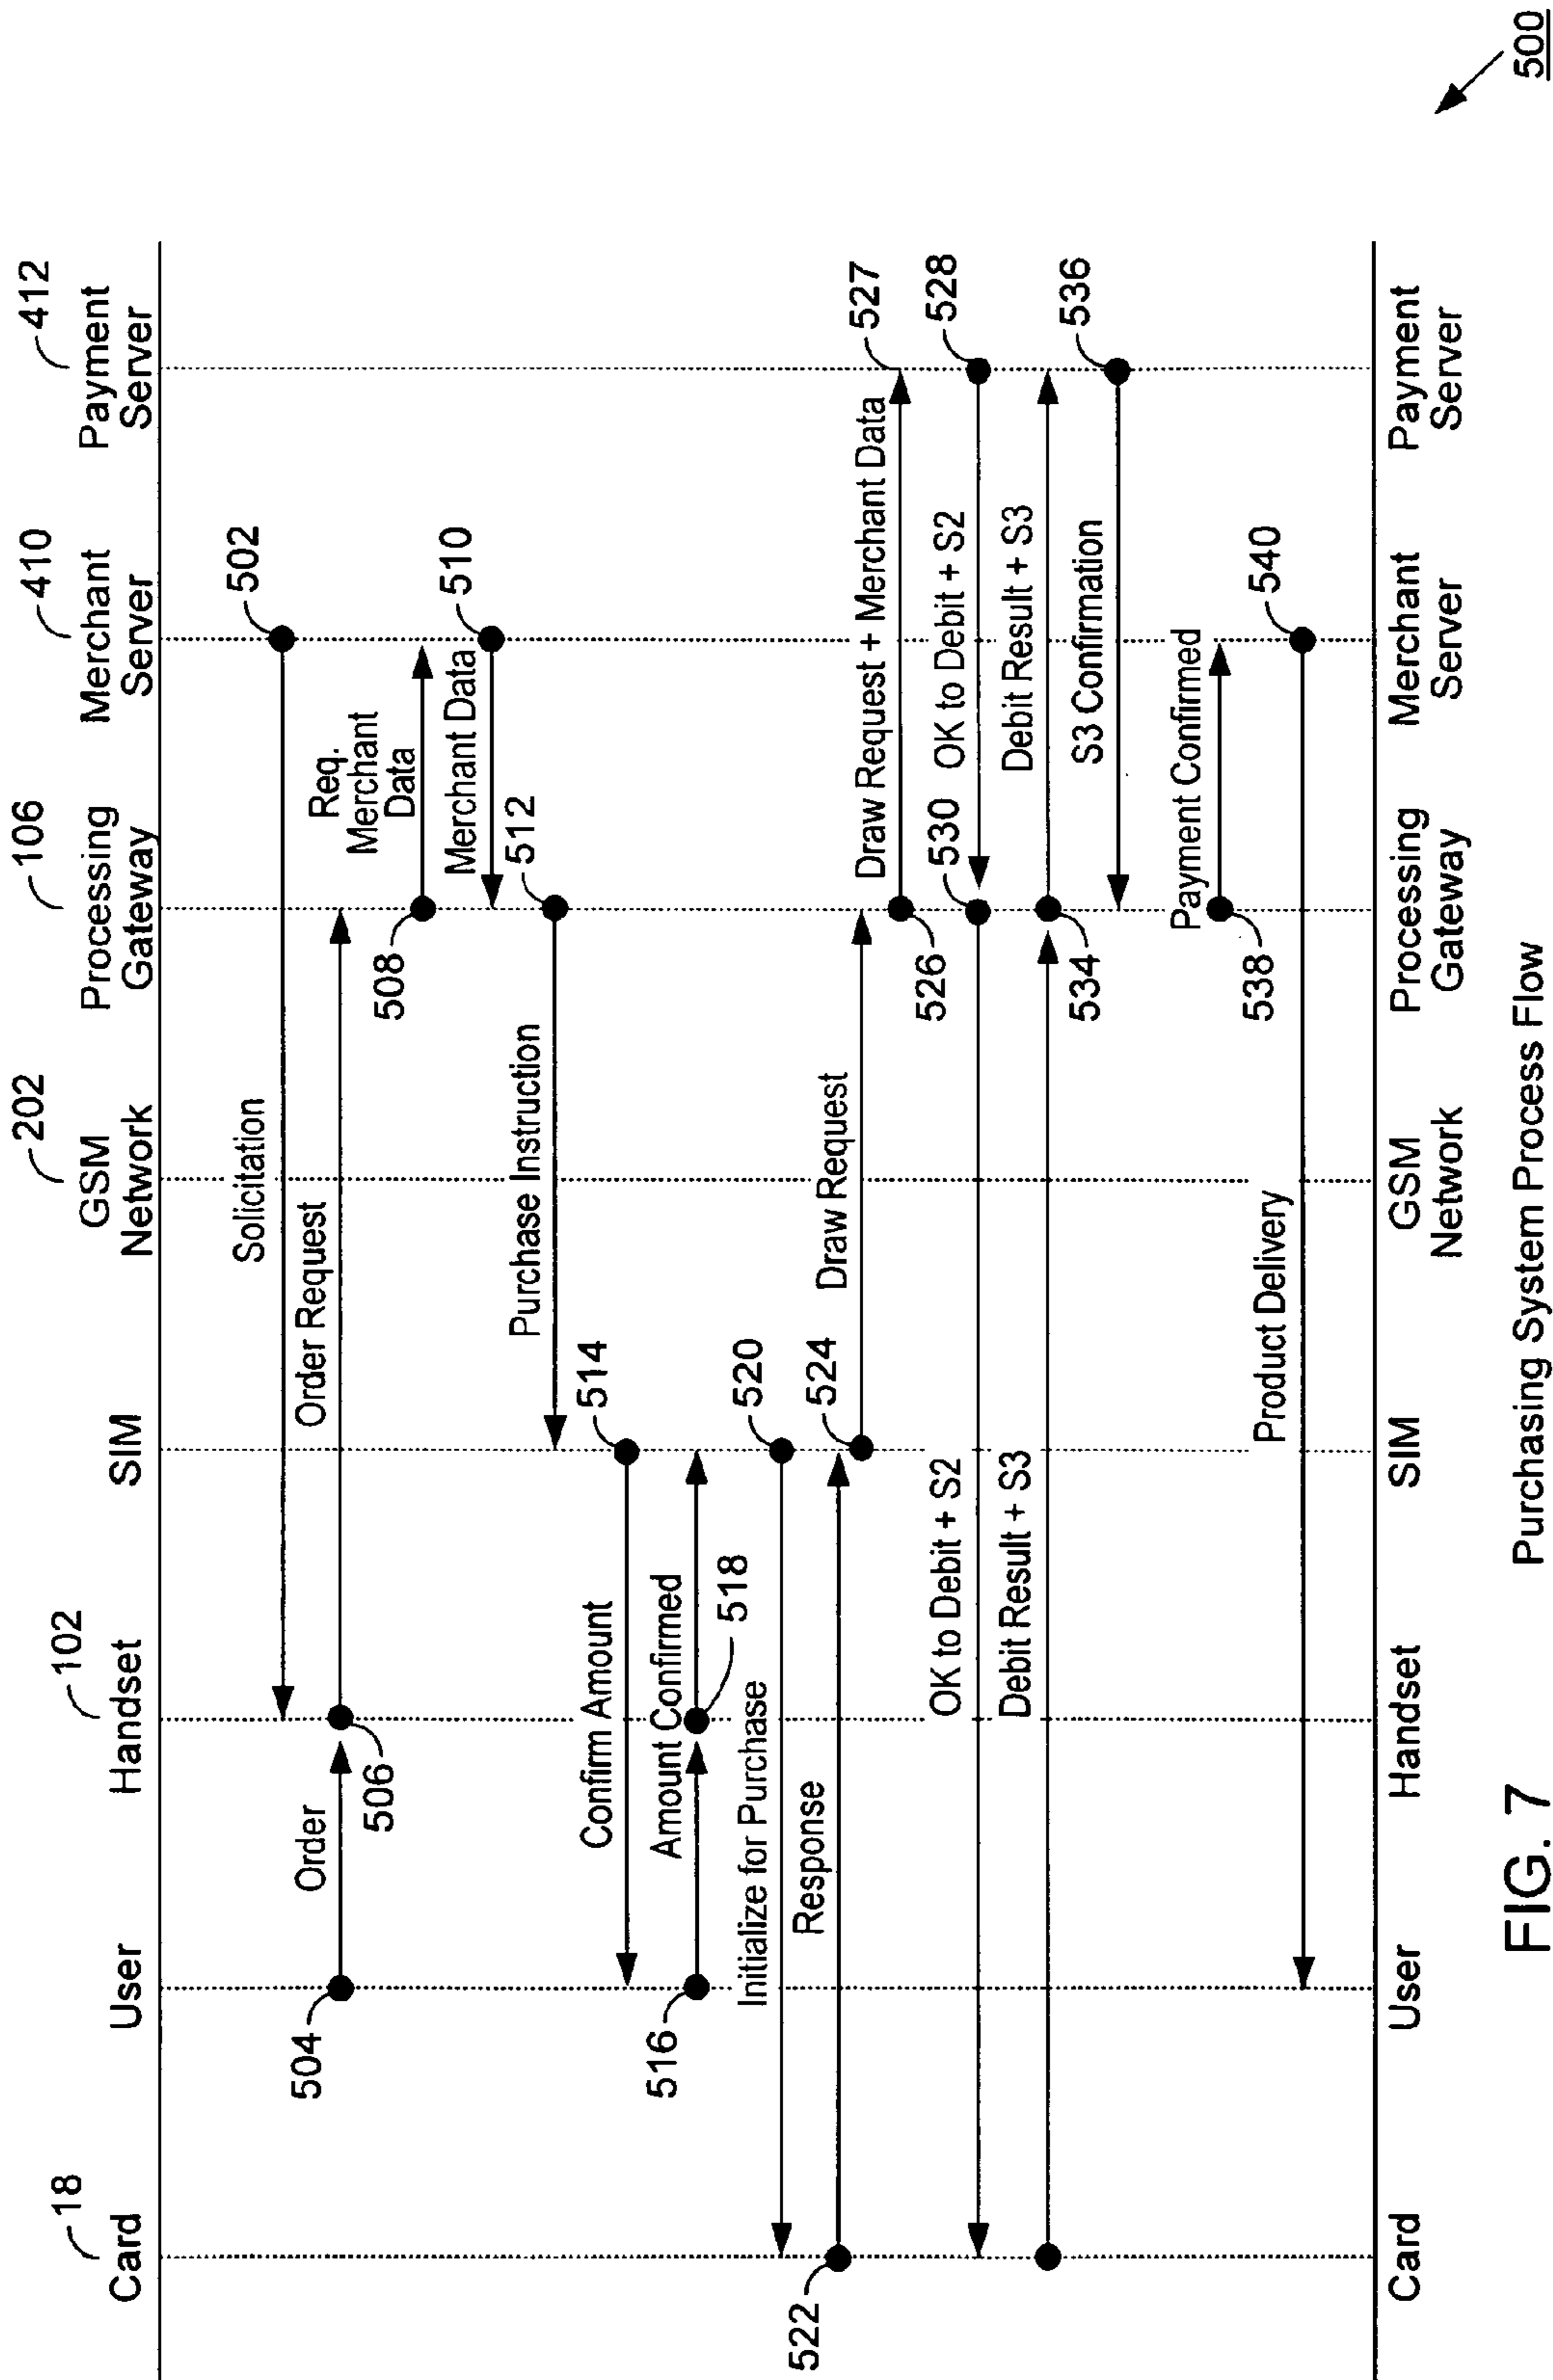 18
102
202
106
410
412
Card
User
Handset
SIM
GSM
Network
Processing
Gateway
Merchant
Server
Payment
Server
Solicitation
502
504
Order
506
Order Request
508
Req.
Merchant
Data
Merchant Data
510
Purchase Instruction
512
Confirm Amount
514
516
Amount Confirmed
518
Initialize for Purchase
520
522
Response
524
Draw Request
526
Draw Request + Merchant Data
527
OK to Debit + S2
530
OK to Debit + S2
528
Debit Result + S3
534
Debit Result + S3
S3 Confirmation
536
538
Payment Confirmed
Product Delivery
540
Card
User
Handset
SIM
GSM
Network
Processing
Gateway
Merchant
Server
Payment
Server
FIG. 7
Purchasing System Process Flow
500